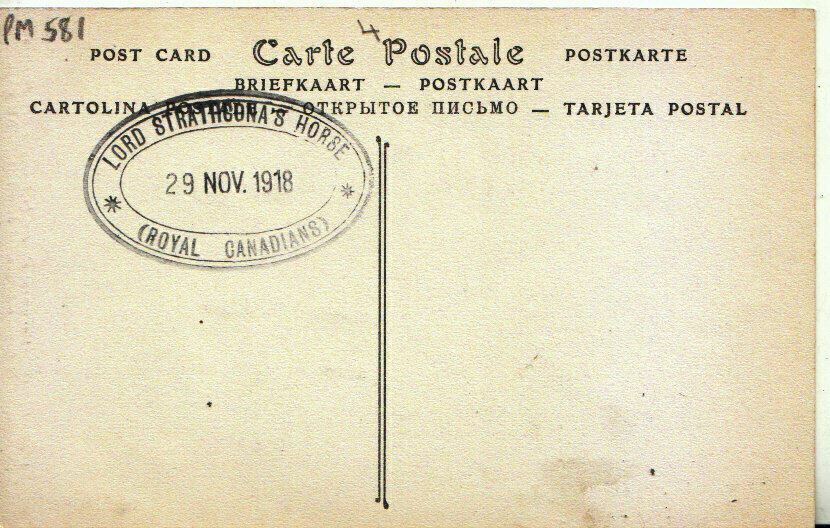 PM 581
4
POST CARD Carte Postale POSTKARTE
BRIEFKAART — POSTKAART
CARTOLINA POSTALE — ОТКРЫТОЕ ПИСЬМО — TARJETA POSTAL
LORD STRATHCONA'S HORSE
29 NOV. 1918
(ROYAL CANADIANS)